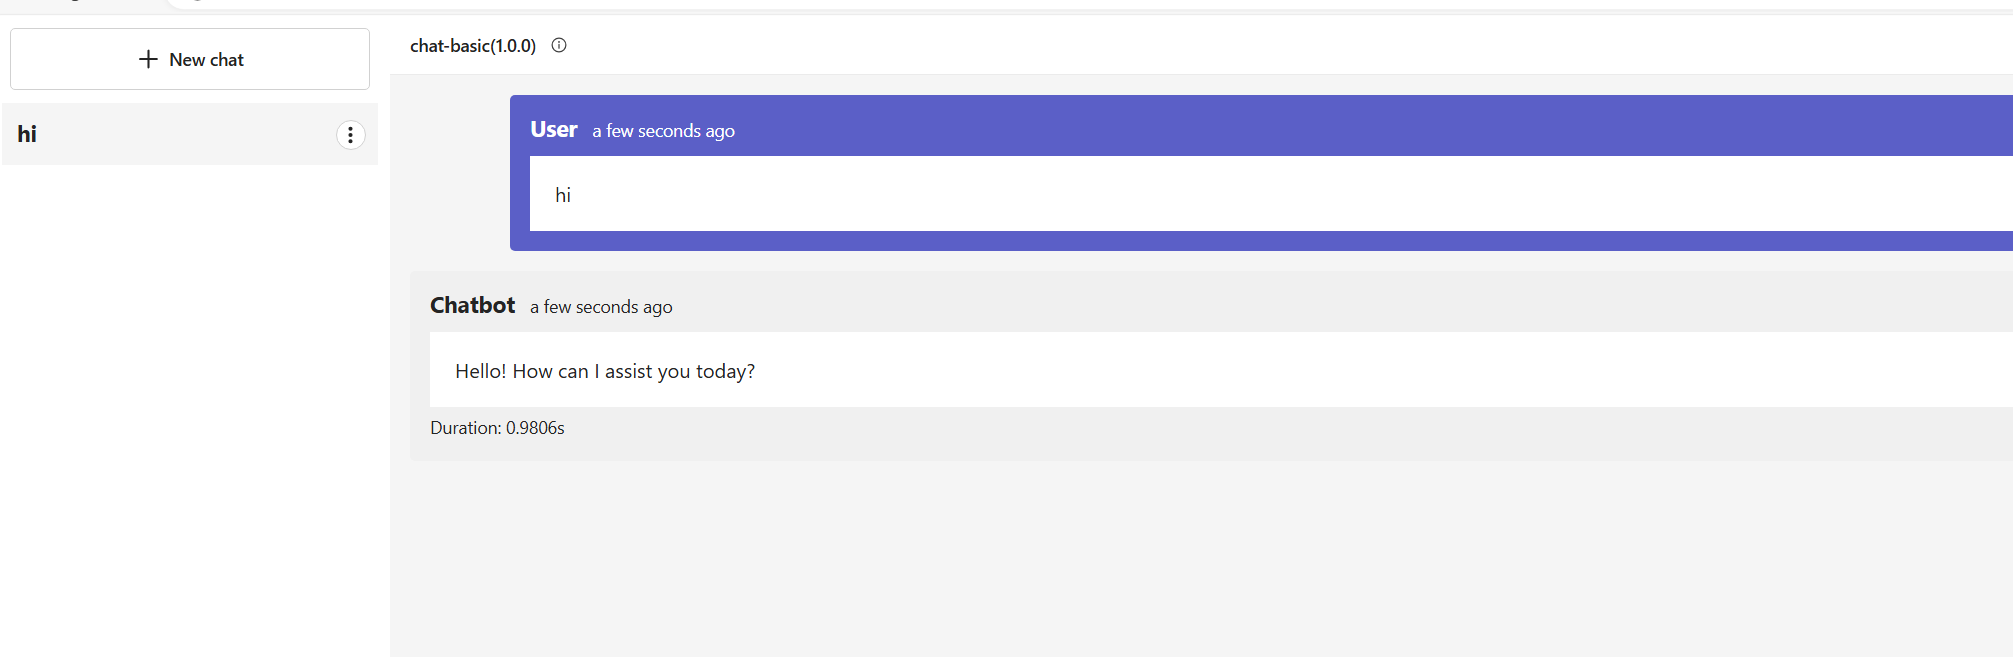 New chat
hi
chat-basic(1.0.0)
User a few seconds ago
hi
Chatbot a few seconds ago
Hello! How can I assist you today?
Duration: 0.9806s